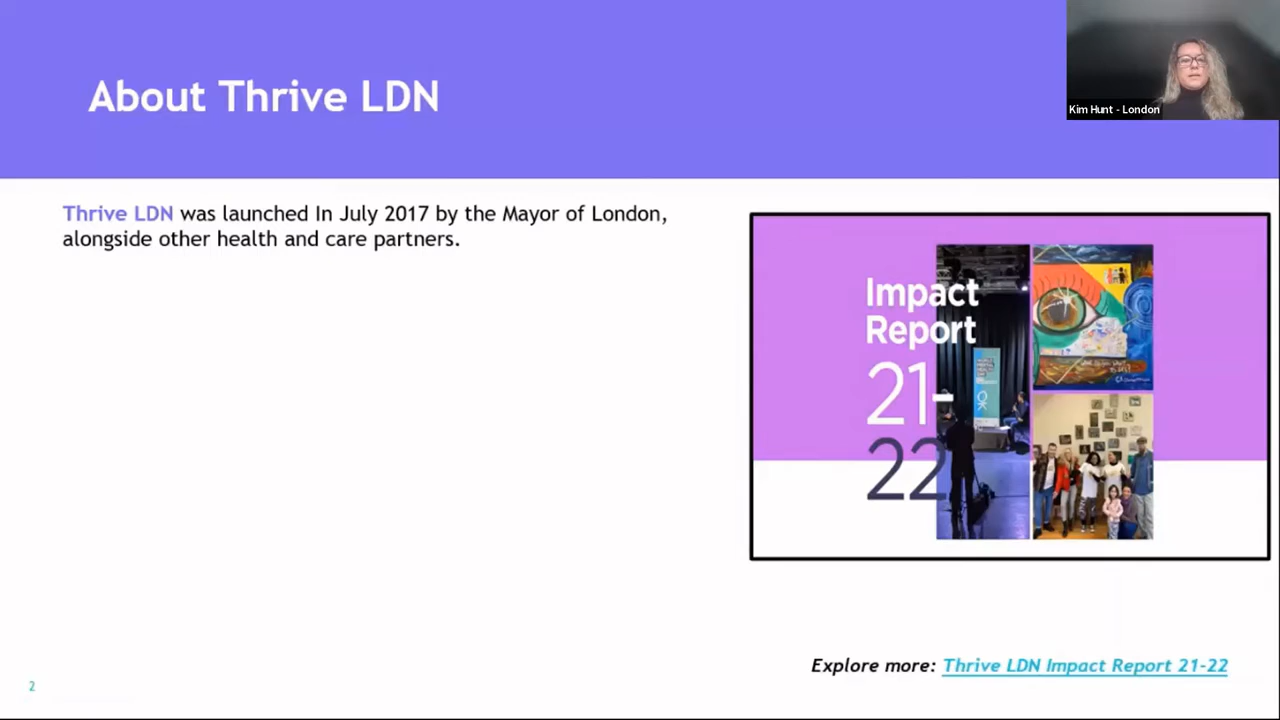 About Thrive LDN
Kim Hunt - London
Thrive LDN was launched In July 2017 by the Mayor of London,
alongside other health and care partners.
Impact
Report
21-
22
OK
Explore more: Thrive LDN Impact Report 21-22
2